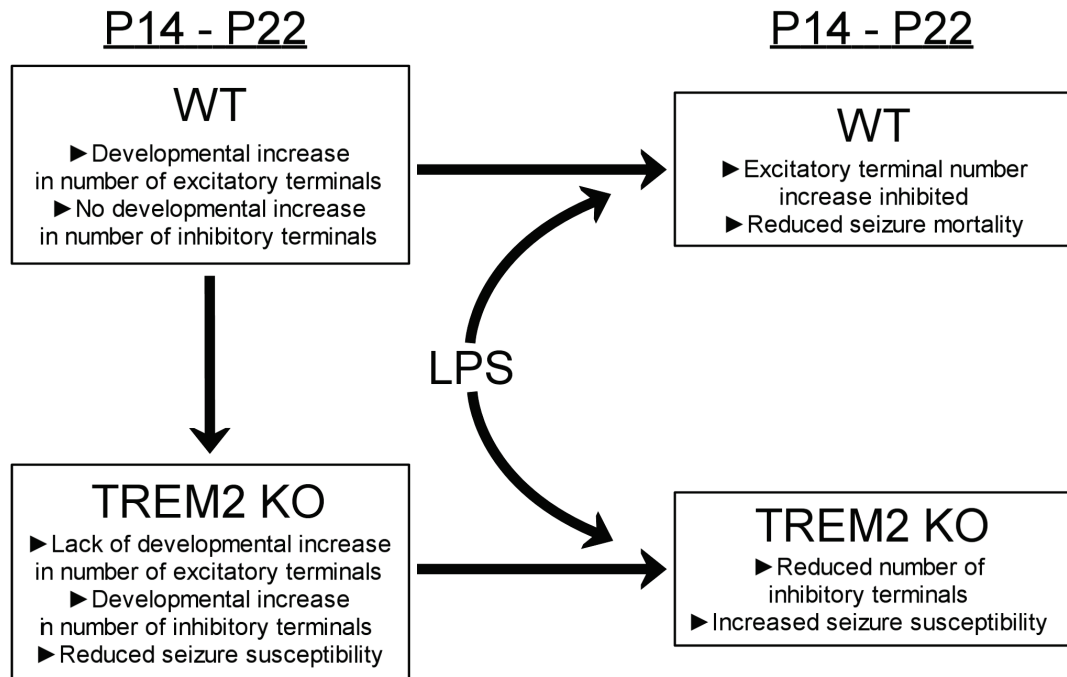 P14 - P22
WT
►Developmental increase
in number of excitatory terminals
►No developmental increase
in number of inhibitory terminals
P14 - P22
WT
►Excitatory terminal number
increase inhibited
►Reduced seizure mortality
LPS
TREM2 KO
►Lack of developmental increase
in number of excitatory terminals
►Developmental increase
in number of inhibitory terminals
►Reduced seizure susceptibility
TREM2 KO
►Reduced number of
inhibitory terminals
►Increased seizure susceptibility